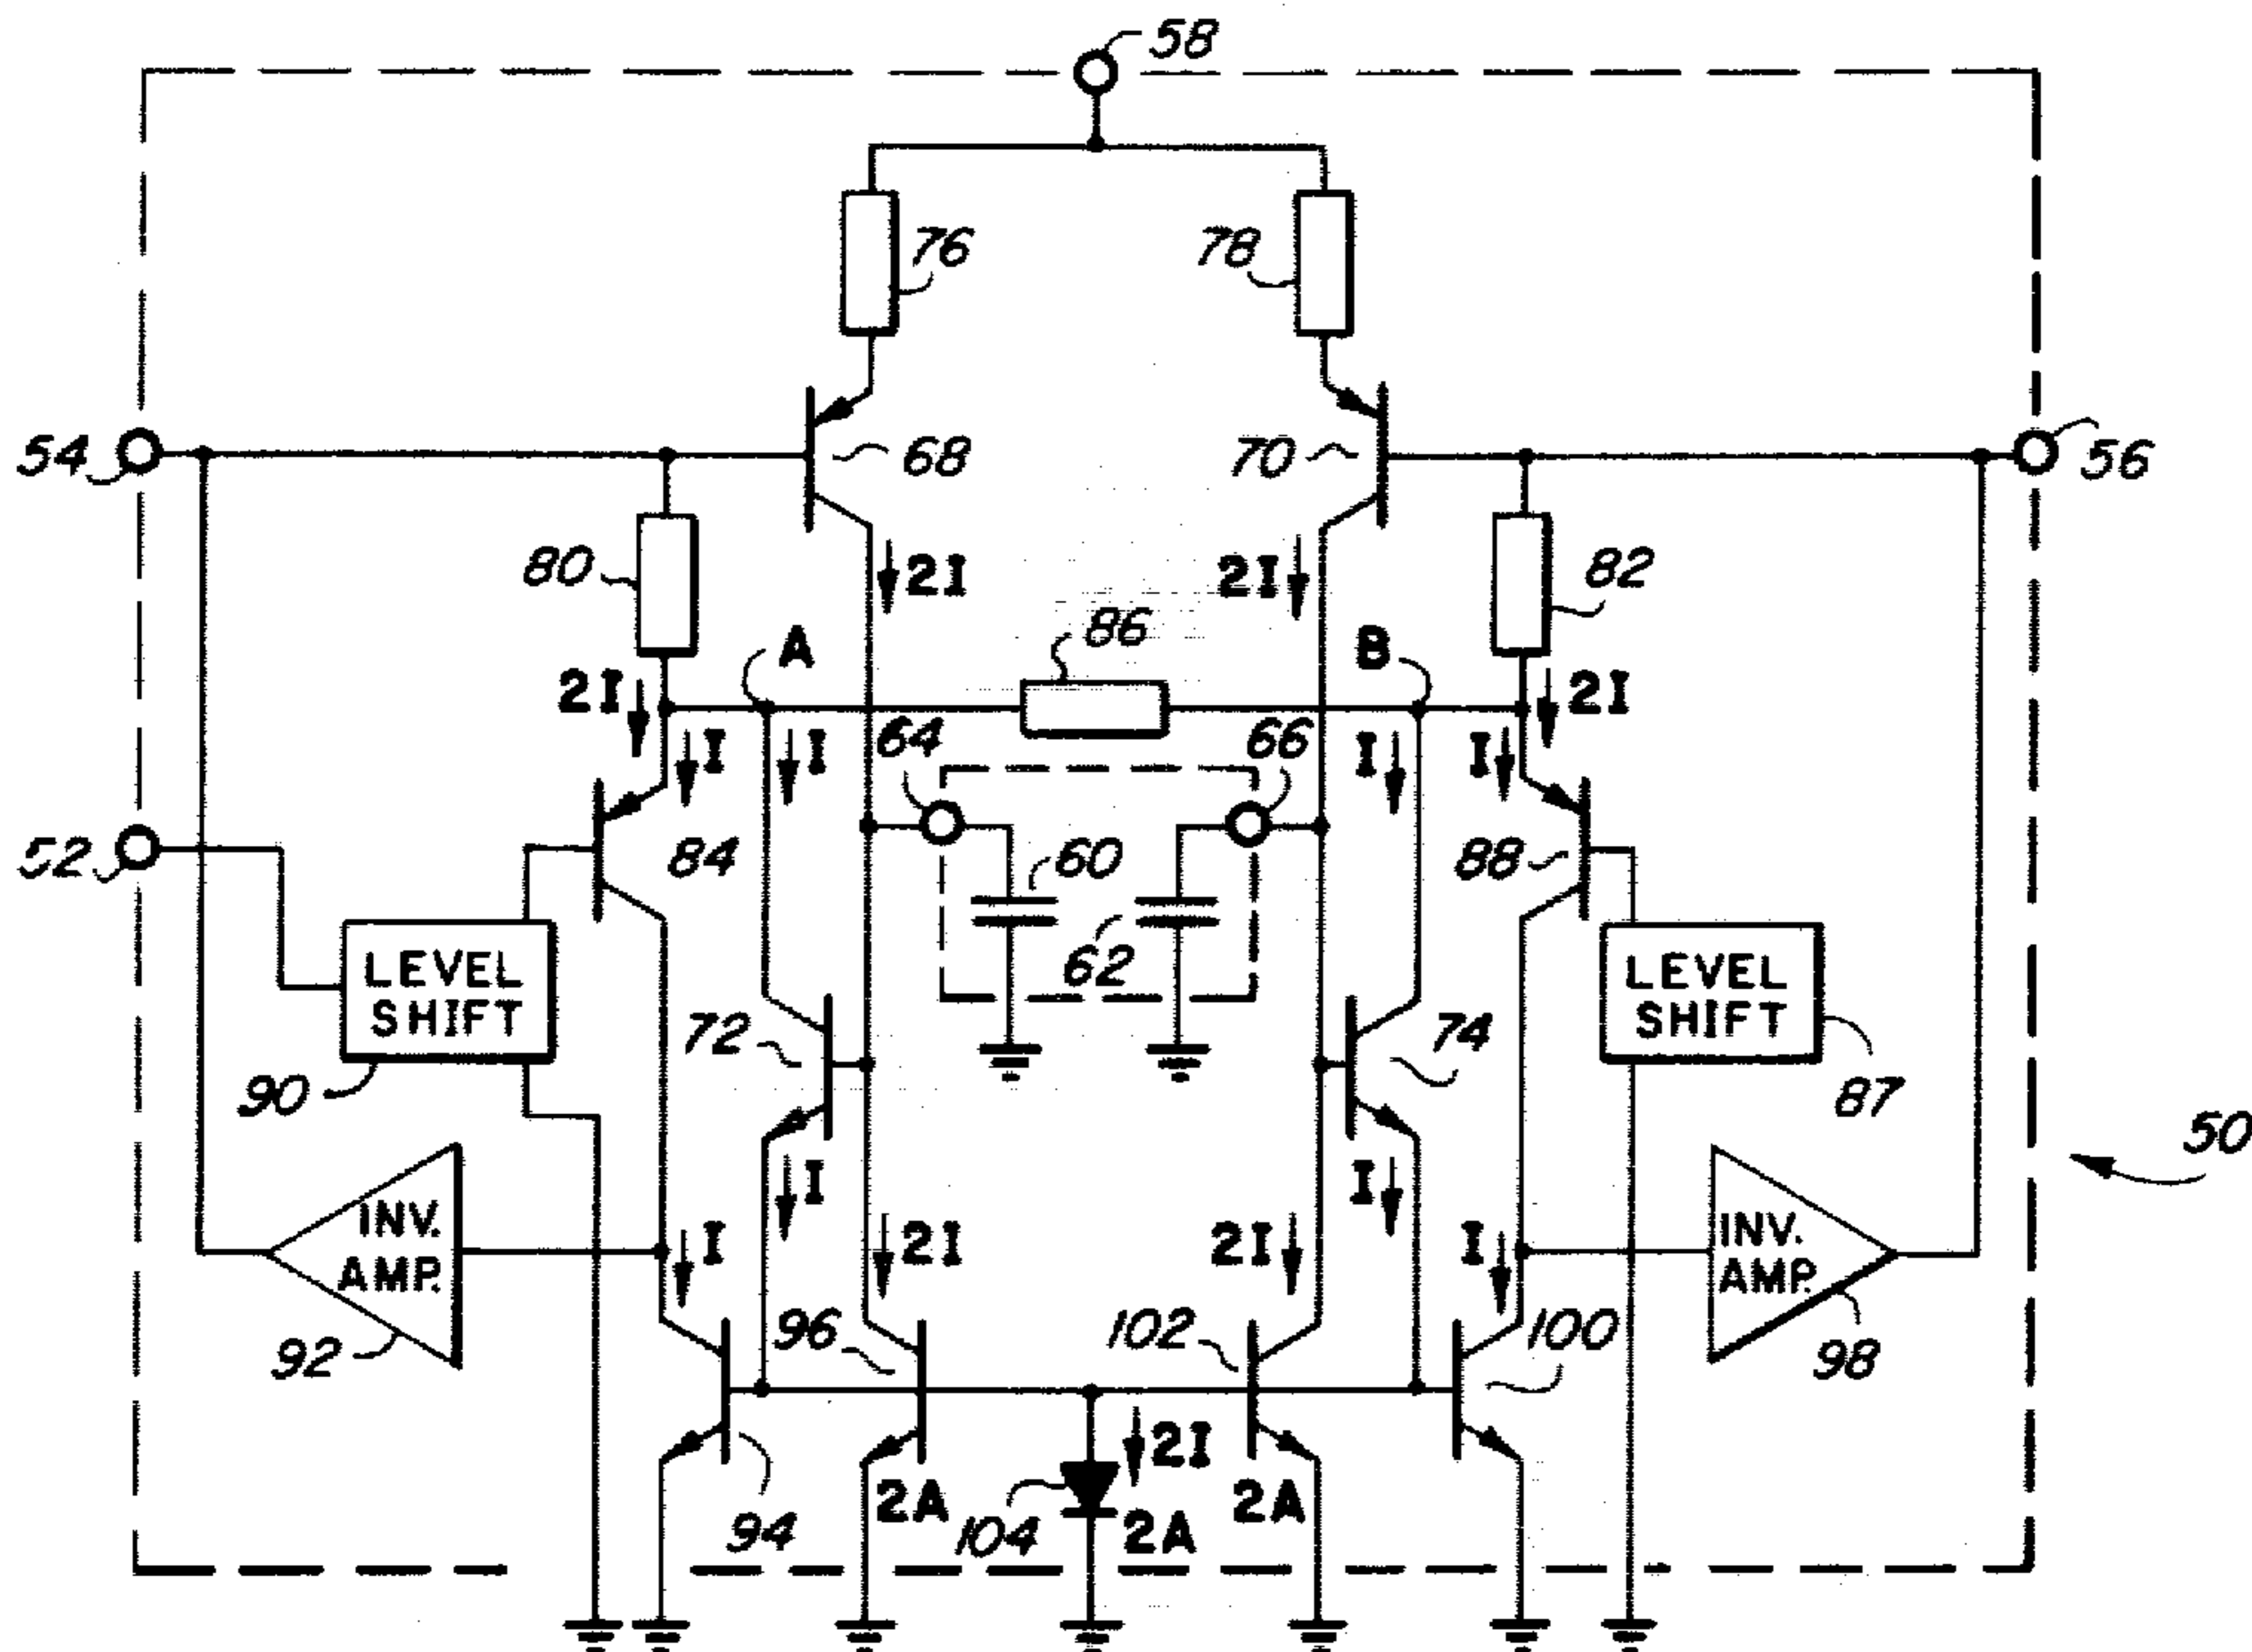 58
76
78
54
68
70
56
80
2I
2I
82
A
86
B
2I
2I
64
66
I
I
I
I
52
84
60
88
LEVEL
SHIFT
62
LEVEL
SHIFT
72
74
90
87
50
INV.
AMP.
I
I
INV.
AMP.
I
2I
2I
I
92
96
102
100
98
2I
94
2A
104
2A
2A